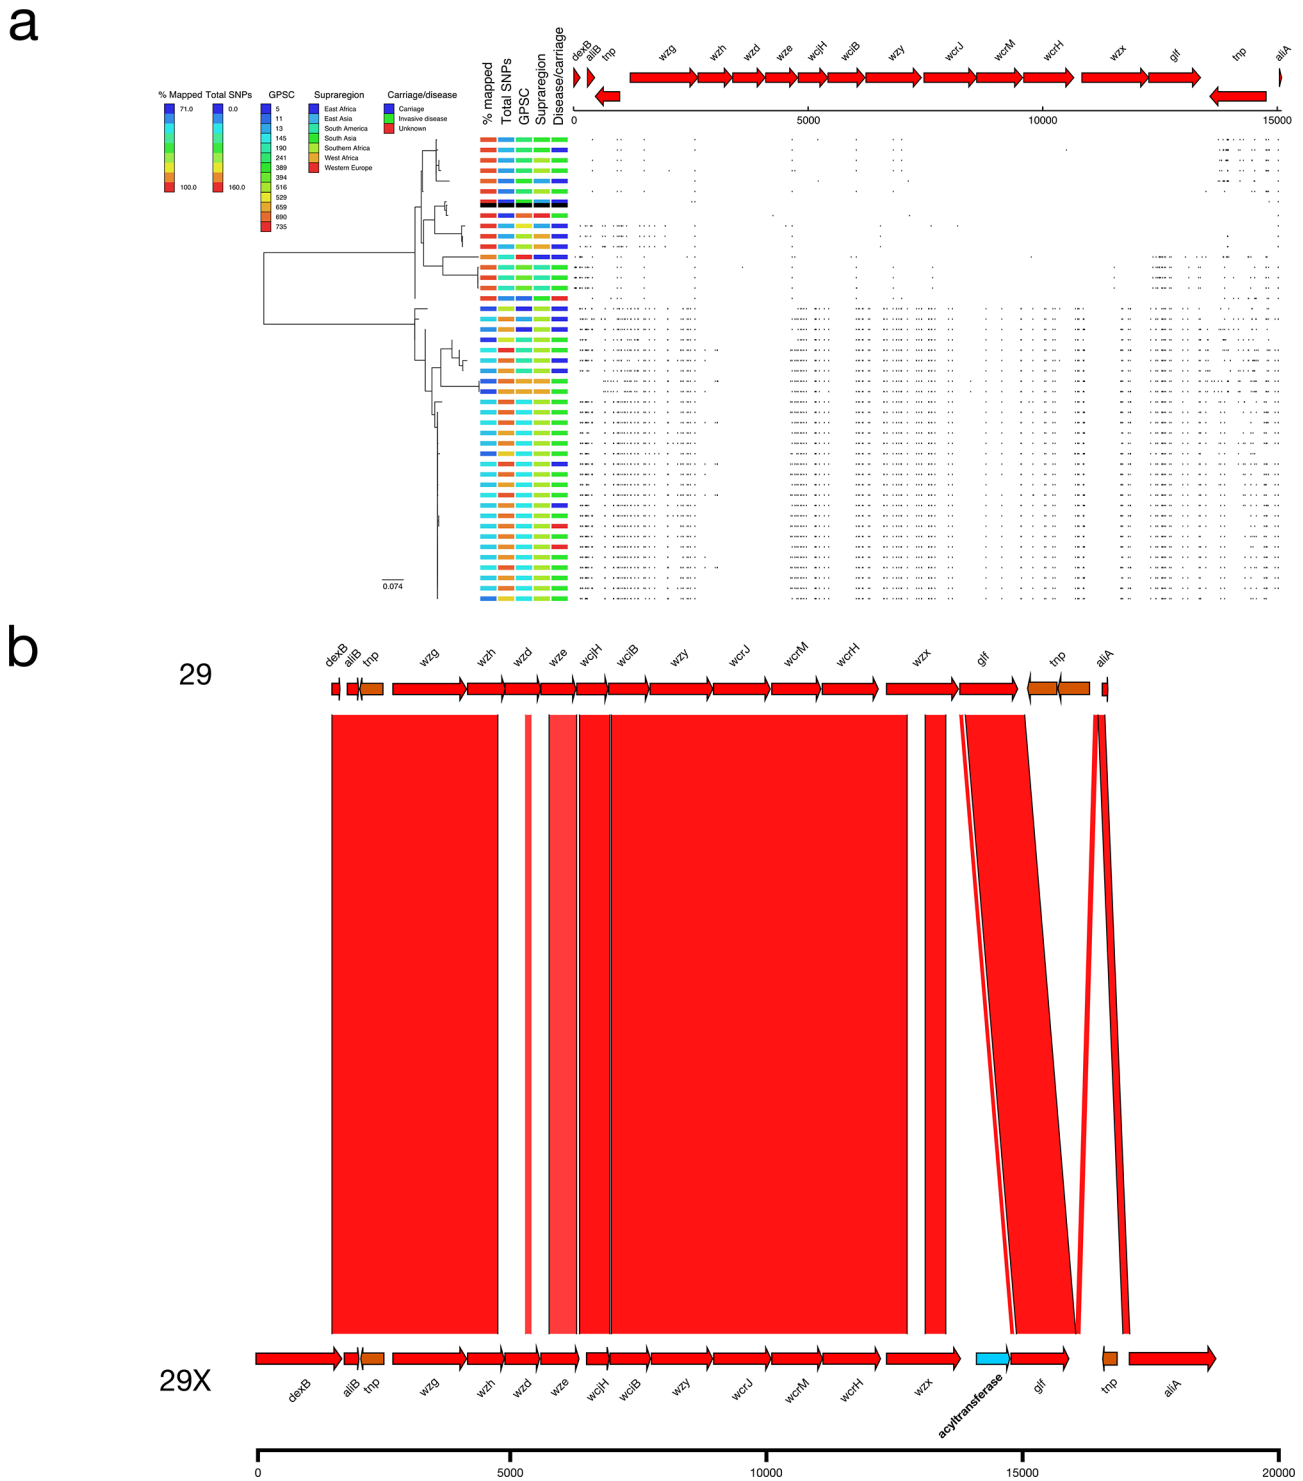 a
% mapped
Total SNPs
GPSC
Supraregion
Disease/carriage
dexB
aliB
tnp
wzg
wzh
wzd
wze
wcjH
wciB
wzy
wcrJ
wcrM
wcrH
wzx
glf
tnp
aliA
0 5000 10000 15000
% Mapped Total SNPs GPSC Supraregion Carriage/disease
71.0
100.0
0.0
160.0
5
11
13
145
190
241
389
394
516
529
659
690
735
East Africa
East Asia
South America
South Asia
Southern Africa
West Africa
Western Europe
Carriage
Invasive disease
Unknown
0.074
b
29
dexB
aliB
tnp
wzg
wzh
wzd
wze
wcjH
wciB
wzy
wcrJ
wcrM
wcrH
wzx
glf
tnp
aliA
29X
dexB
aliB
tnp
wzg
wzh
wzd
wze
wcjH
wciB
wzy
wcrJ
wcrM
wcrH
wzx
acyltransferase
glf
tnp
aliA
0 5000 10000 15000 20000